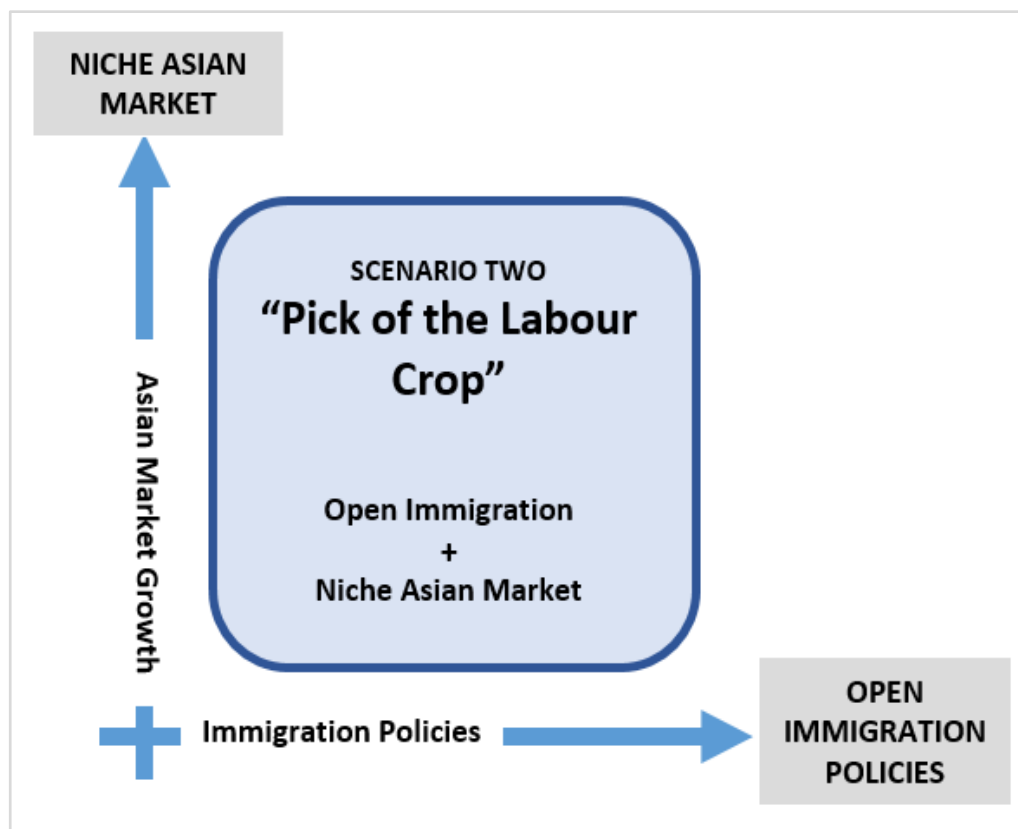 NICHE ASIAN
MARKET
SCENARIO TWO
“Pick of the Labour
Crop”
Open Immigration
+
Niche Asian Market
Asian Market Growth
Immigration Policies
OPEN
IMMIGRATION
POLICIES